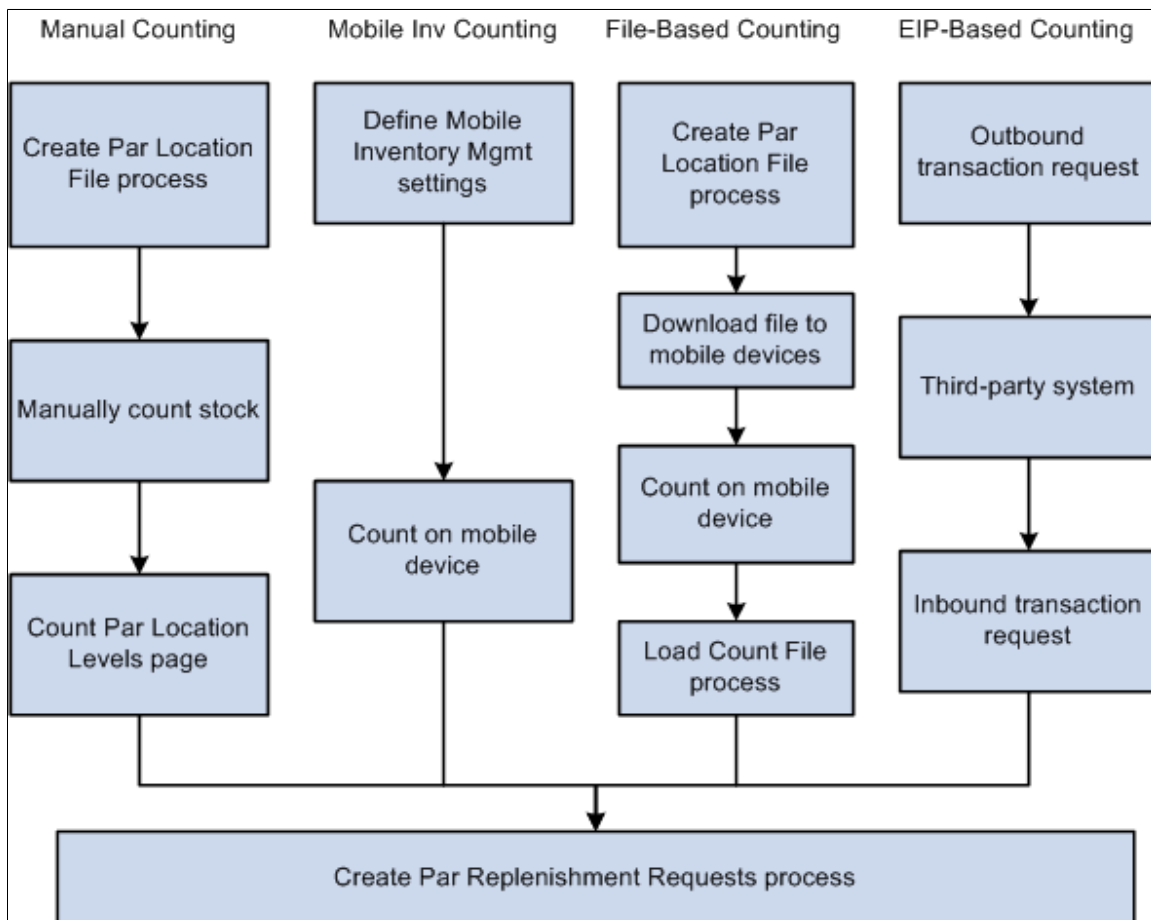 Manual Counting
Mobile Inv Counting
File-Based Counting
EIP-Based Counting
Create Par Location
File process
Manually count stock
Count Par Location
Levels page
Define Mobile
Inventory Mgmt
settings
Count on mobile
device
Create Par
Location File
process
Download file to
mobile devices
Count on mobile
device
Load Count File
process
Outbound
transaction request
Third-party system
Inbound transaction
request
Create Par Replenishment Requests process